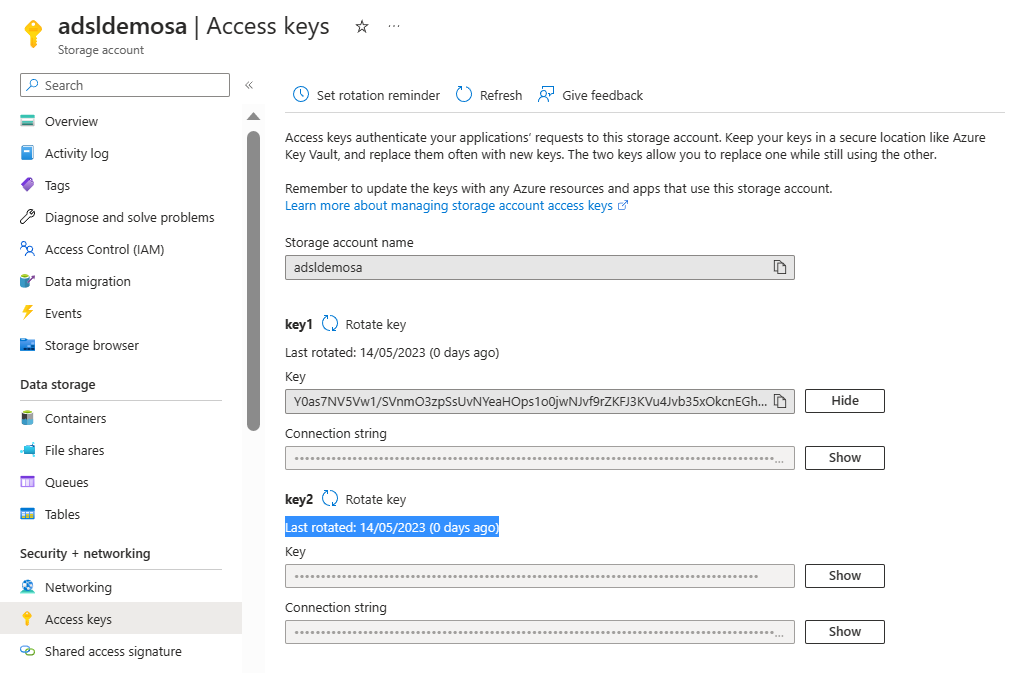 adsldemosa | Access keys
Storage account
Search
Overview
Activity log
Tags
Diagnose and solve problems
Access Control (IAM)
Data migration
Events
Storage browser
Data storage
Containers
File shares
Queues
Tables
Security + networking
Networking
Access keys
Shared access signature
Set rotation reminder
Refresh
Give feedback
Access keys authenticate your applications' requests to this storage account. Keep your keys in a secure location like Azure
Key Vault, and replace them often with new keys. The two keys allow you to replace one while still using the other.
Remember to update the keys with any Azure resources and apps that use this storage account.
Learn more about managing storage account access keys
Storage account name
adsldemosa
key1 Rotate key
Last rotated: 14/05/2023 (0 days ago)
Key
Y0as7NV5Vw1/SVnmO3zpSsUvNYeaHOps1o0jwNJvf9rZKFJ3KVu4Jvb35xOkcnEGh...
Hide
Connection string
Show
key2 Rotate key
Last rotated: 14/05/2023 (0 days ago)
Key
Show
Connection string
Show